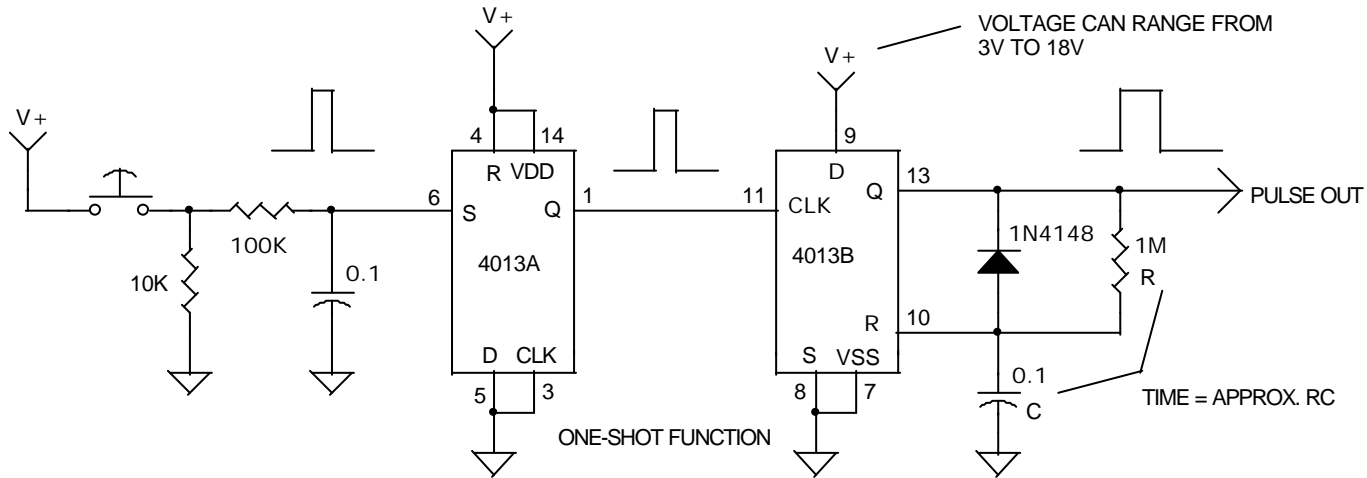 VOLTAGE CAN RANGE FROM
3V TO 18V
V+
V+
V+
4 14
R VDD
6 S
Q 1
4013A
D CLK
5 3
100K
10K
0.1
9
D
11 CLK
Q 13
4013B
R 10
S VSS
8 7
1N4148
1M
R
PULSE OUT
0.1
C
TIME = APPROX. RC
ONE-SHOT FUNCTION